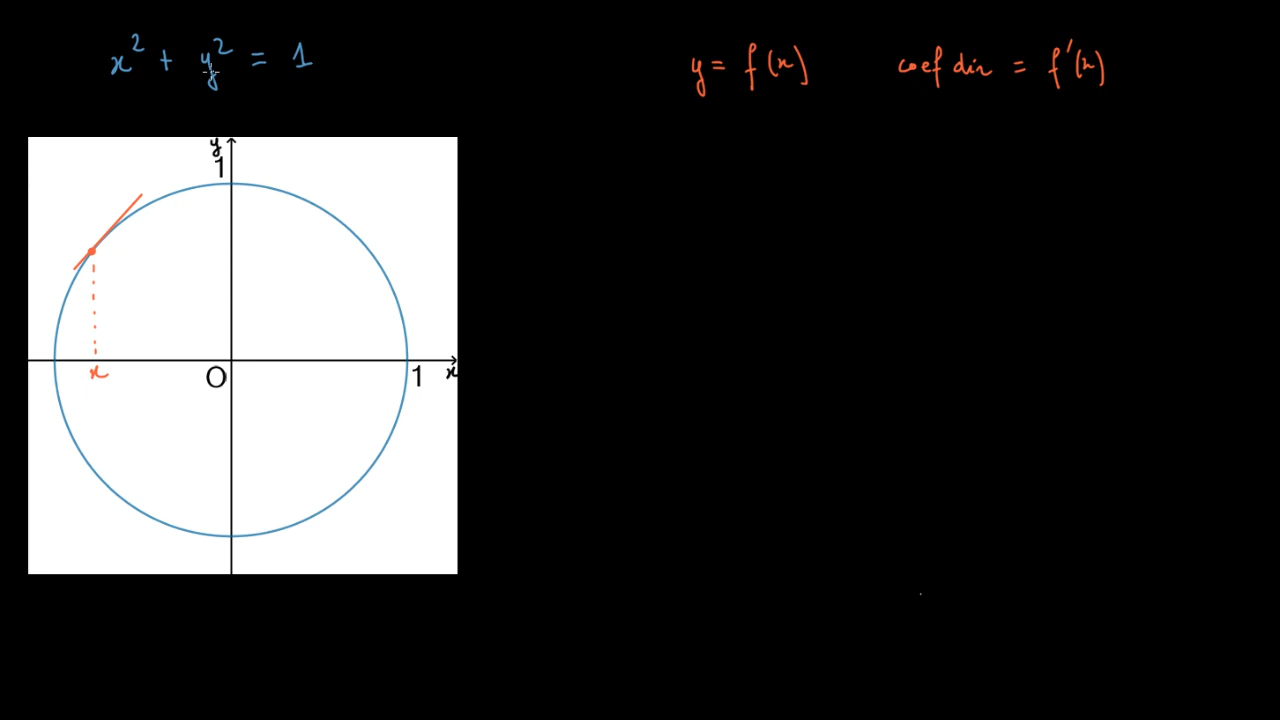 x² + y² = 1
y = f(x) coef dir = f'(x)
y
1
x
O
1
x